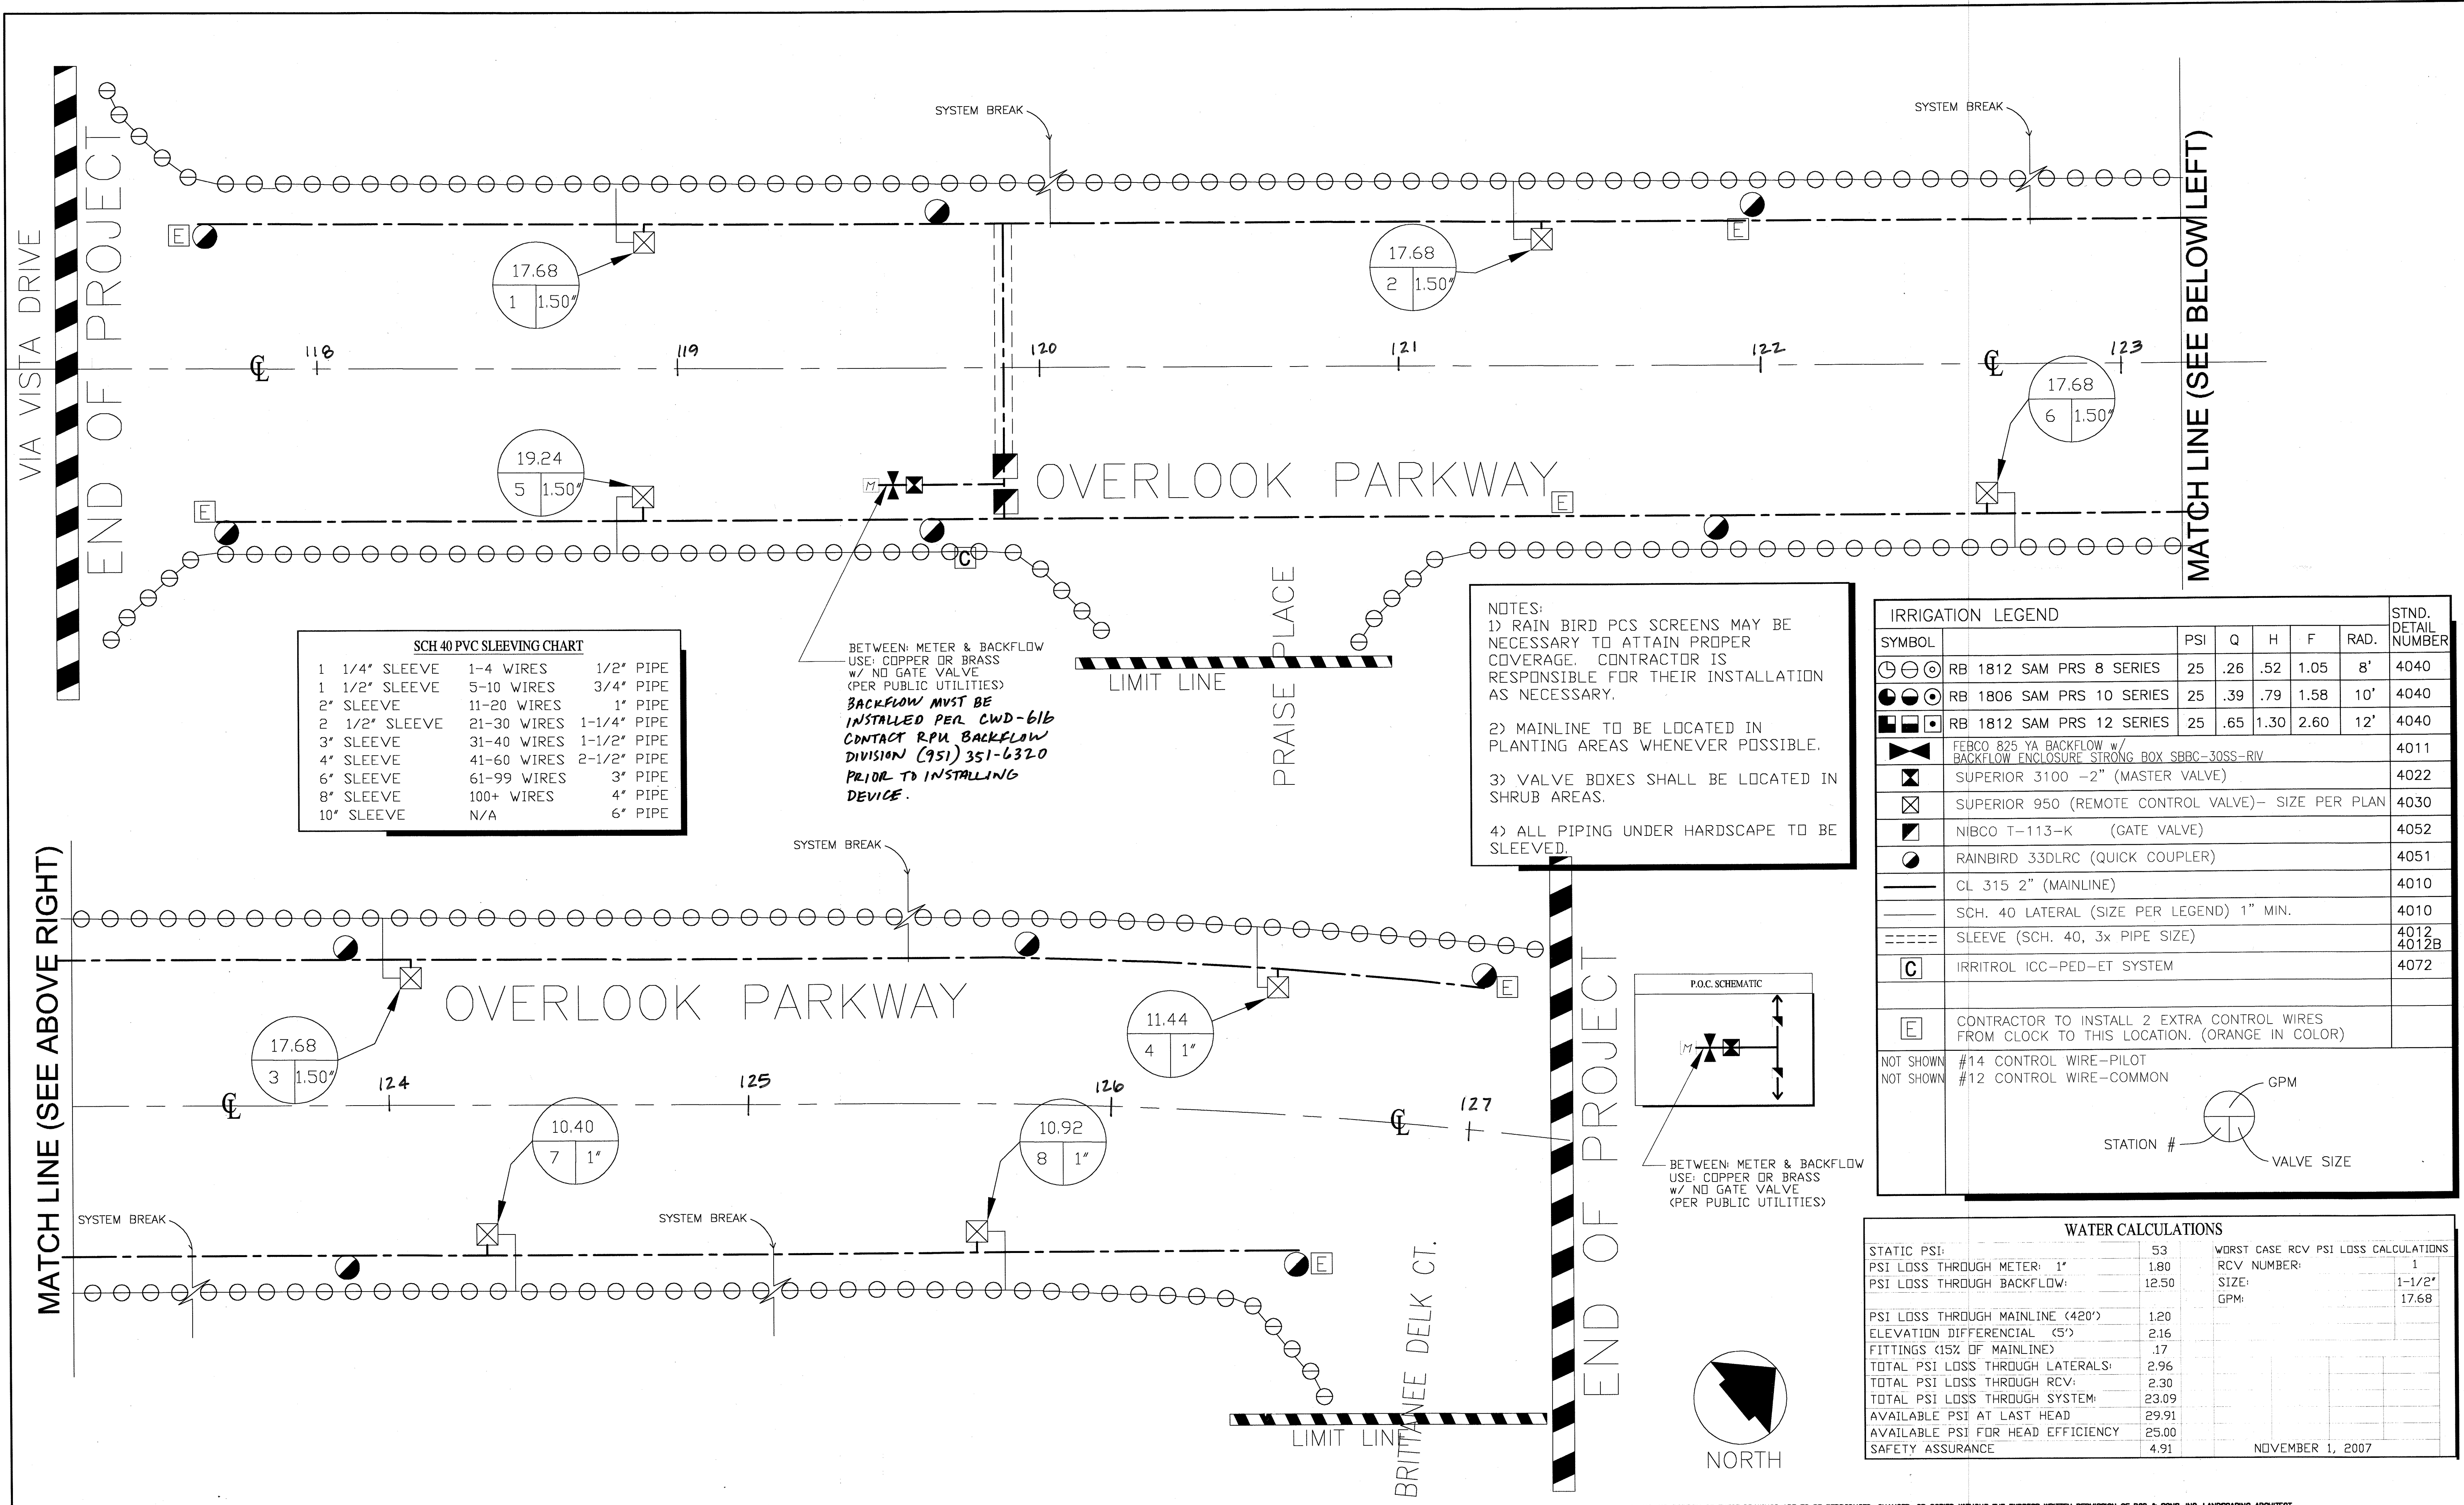 VIA VISTA DRIVE
END OF PROJECT
SYSTEM BREAK
SYSTEM BREAK
MATCH LINE (SEE BELOW LEFT)
E
E
17.68
1 1.50"
17.68
2 1.50"
℄ 118 119 120 121 122 ℄ 123
17.68
6 1.50"
19.24
5 1.50"
M
OVERLOOK PARKWAY
E
E
C
PRAISE PLACE
LIMIT LINE
SCH 40 PVC SLEEVING CHART
1 1/4" SLEEVE 1-4 WIRES 1/2" PIPE
1 1/2" SLEEVE 5-10 WIRES 3/4" PIPE
2" SLEEVE 11-20 WIRES 1" PIPE
2 1/2" SLEEVE 21-30 WIRES 1-1/4" PIPE
3" SLEEVE 31-40 WIRES 1-1/2" PIPE
4" SLEEVE 41-60 WIRES 2-1/2" PIPE
6" SLEEVE 61-99 WIRES 3" PIPE
8" SLEEVE 100+ WIRES 4" PIPE
10" SLEEVE N/A 6" PIPE
BETWEEN: METER & BACKFLOW
USE: COPPER OR BRASS
w/ NO GATE VALVE
(PER PUBLIC UTILITIES)
BACKFLOW MUST BE
INSTALLED PER CWD-616
CONTACT RPU BACKFLOW
DIVISION (951) 351-6320
PRIOR TO INSTALLING
DEVICE.
NOTES:
1) RAIN BIRD PCS SCREENS MAY BE
NECESSARY TO ATTAIN PROPER
COVERAGE. CONTRACTOR IS
RESPONSIBLE FOR THEIR INSTALLATION
AS NECESSARY.
2) MAINLINE TO BE LOCATED IN
PLANTING AREAS WHENEVER POSSIBLE.
3) VALVE BOXES SHALL BE LOCATED IN
SHRUB AREAS.
4) ALL PIPING UNDER HARDSCAPE TO BE
SLEEVED.
IRRIGATION LEGEND STND. DETAIL NUMBER
SYMBOL PSI Q H F RAD.
RB 1812 SAM PRS 8 SERIES 25 .26 .52 1.05 8' 4040
RB 1806 SAM PRS 10 SERIES 25 .39 .79 1.58 10' 4040
RB 1812 SAM PRS 12 SERIES 25 .65 1.30 2.60 12' 4040
FEBCO 825 YA BACKFLOW w/
BACKFLOW ENCLOSURE STRONG BOX SBBC-30SS-RIV 4011
SUPERIOR 3100 -2" (MASTER VALVE) 4022
SUPERIOR 950 (REMOTE CONTROL VALVE)- SIZE PER PLAN 4030
NIBCO T-113-K (GATE VALVE) 4052
RAINBIRD 33DLRC (QUICK COUPLER) 4051
CL 315 2" (MAINLINE) 4010
SCH. 40 LATERAL (SIZE PER LEGEND) 1" MIN. 4010
SLEEVE (SCH. 40, 3x PIPE SIZE) 4012
4012B
C IRRITROL ICC-PED-ET SYSTEM 4072
E CONTRACTOR TO INSTALL 2 EXTRA CONTROL WIRES
FROM CLOCK TO THIS LOCATION. (ORANGE IN COLOR)
NOT SHOWN #14 CONTROL WIRE-PILOT
NOT SHOWN #12 CONTROL WIRE-COMMON
GPM
STATION #
VALVE SIZE
MATCH LINE (SEE ABOVE RIGHT)
SYSTEM BREAK
OVERLOOK PARKWAY
E
17.68
3 1.50"
11.44
4 1"
℄ 124 125 126 ℄ 127
10.40
7 1"
10.92
8 1"
SYSTEM BREAK
SYSTEM BREAK
E
BRITTANEE DELK CT.
LIMIT LINE
END OF PROJECT
P.O.C. SCHEMATIC
M
BETWEEN: METER & BACKFLOW
USE: COPPER OR BRASS
w/ NO GATE VALVE
(PER PUBLIC UTILITIES)
NORTH
WATER CALCULATIONS
STATIC PSI: 53 WORST CASE RCV PSI LOSS CALCULATIONS
PSI LOSS THROUGH METER: 1" 1.80 RCV NUMBER: 1
PSI LOSS THROUGH BACKFLOW: 12.50 SIZE: 1-1/2"
GPM: 17.68
PSI LOSS THROUGH MAINLINE (420') 1.20
ELEVATION DIFFERENCIAL (5') 2.16
FITTINGS (15% OF MAINLINE) .17
TOTAL PSI LOSS THROUGH LATERALS: 2.96
TOTAL PSI LOSS THROUGH RCV: 2.30
TOTAL PSI LOSS THROUGH SYSTEM: 23.09
AVAILABLE PSI AT LAST HEAD 29.91
AVAILABLE PSI FOR HEAD EFFICIENCY 25.00
SAFETY ASSURANCE 4.91 NOVEMBER 1, 2007